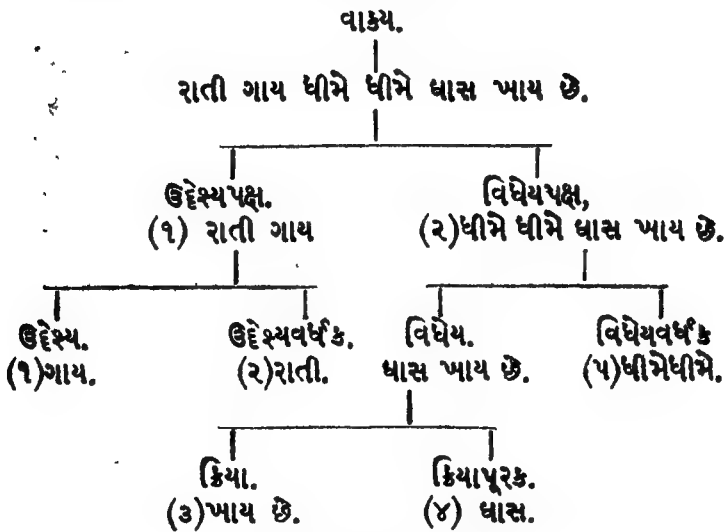 વાક્ય.
રાતી ગાય ધીમે ધીમે ઘાસ ખાય છે.
ઉદ્દેશ્યપક્ષ. વિધેયપક્ષ,
(૧) રાતી ગાય (૨)ધીમે ધીમે ઘાસ ખાય છે.
ઉદ્દેશ્ય. ઉદ્દેશ્યવર્ધક. વિધેય. વિધેયવર્ધક
(૧)ગાય. (૨)રાતી. ઘાસ ખાય છે. (૫)ધીમેધીમે.
ક્રિયા. ક્રિયાપૂરક.
(૩)ખાય છે. (૪) ઘાસ.